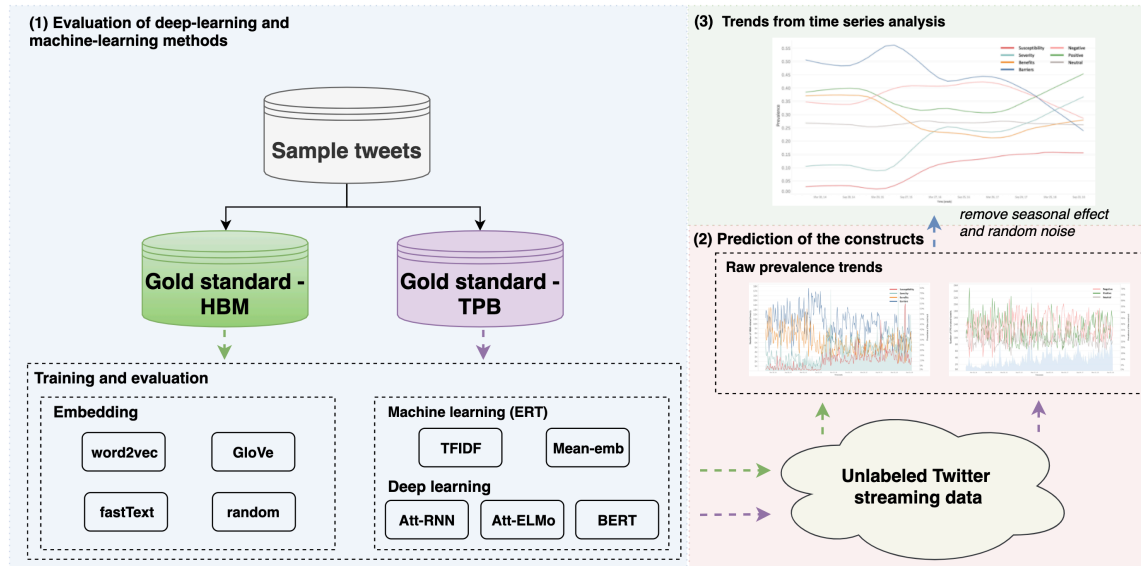 (1) Evaluation of deep-learning and
machine-learning methods
Sample tweets
Gold standard -
HBM
Gold standard -
TPB
Training and evaluation
Embedding
word2vec
GloVe
fastText
random
Machine learning (ERT)
TFIDF
Mean-emb
Deep learning
Att-RNN
Att-ELMo
BERT
(3) Trends from time series analysis
Susceptibility
Severity
Benefits
Barriers
Negative
Positive
Neutral
Prevalence
remove seasonal effect
and random noise
(2) Prediction of the constructs
Raw prevalence trends
Unlabeled Twitter
streaming data